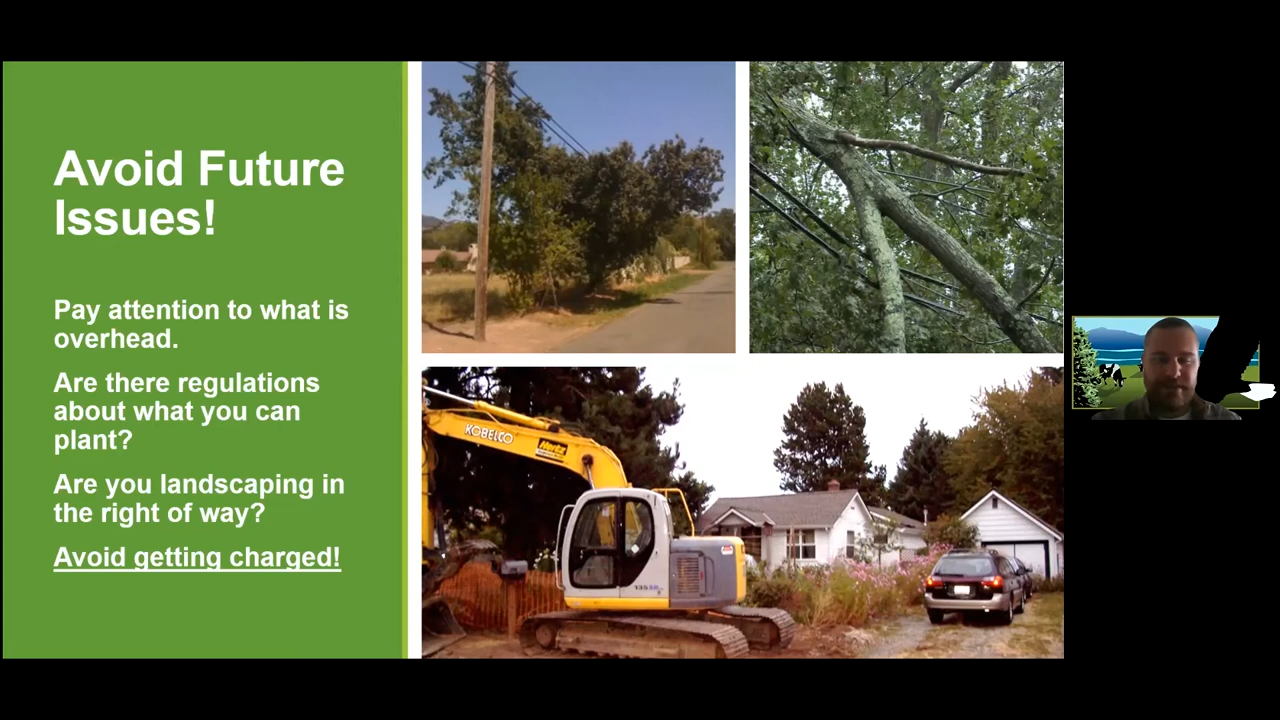 Avoid Future
Issues!
Pay attention to what is
overhead.
Are there regulations
about what you can
plant?
Are you landscaping in
the right of way?
Avoid getting charged!
KOBELCO
Hertz